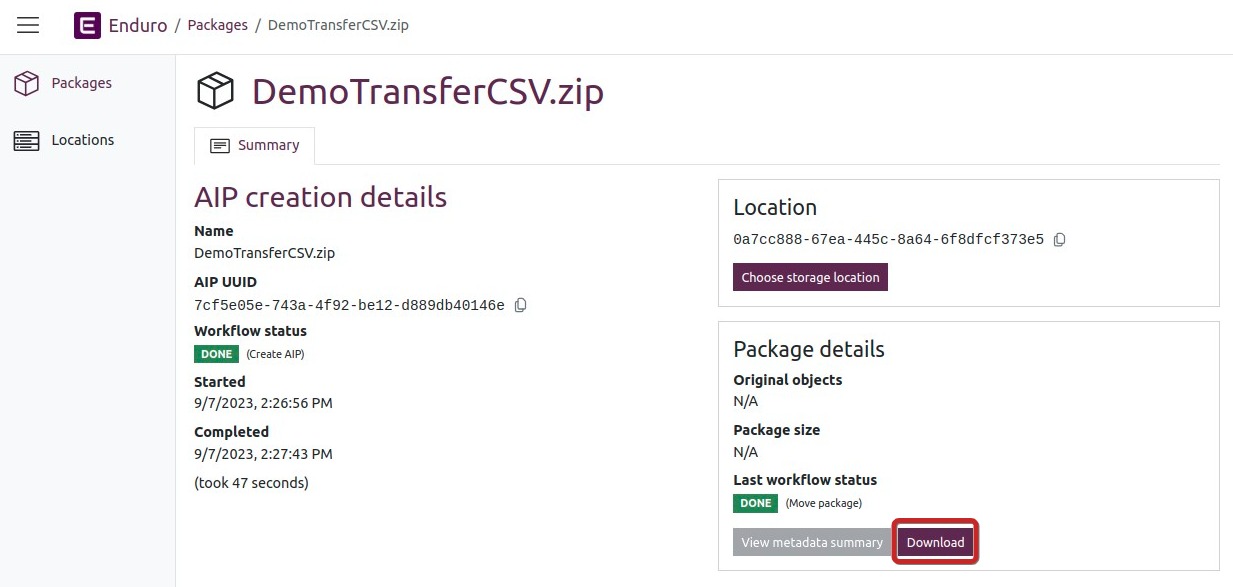 Enduro / Packages / DemoTransferCSV.zip
Packages
Locations
DemoTransferCSV.zip
Summary
AIP creation details
Name
DemoTransferCSV.zip
AIP UUID
7cf5e05e-743a-4f92-be12-d889db40146e
Workflow status
DONE (Create AIP)
Started
9/7/2023, 2:26:56 PM
Completed
9/7/2023, 2:27:43 PM
(took 47 seconds)
Location
0a7cc888-67ea-445c-8a64-6f8dfcf373e5
Choose storage location
Package details
Original objects
N/A
Package size
N/A
Last workflow status
DONE (Move package)
View metadata summary Download